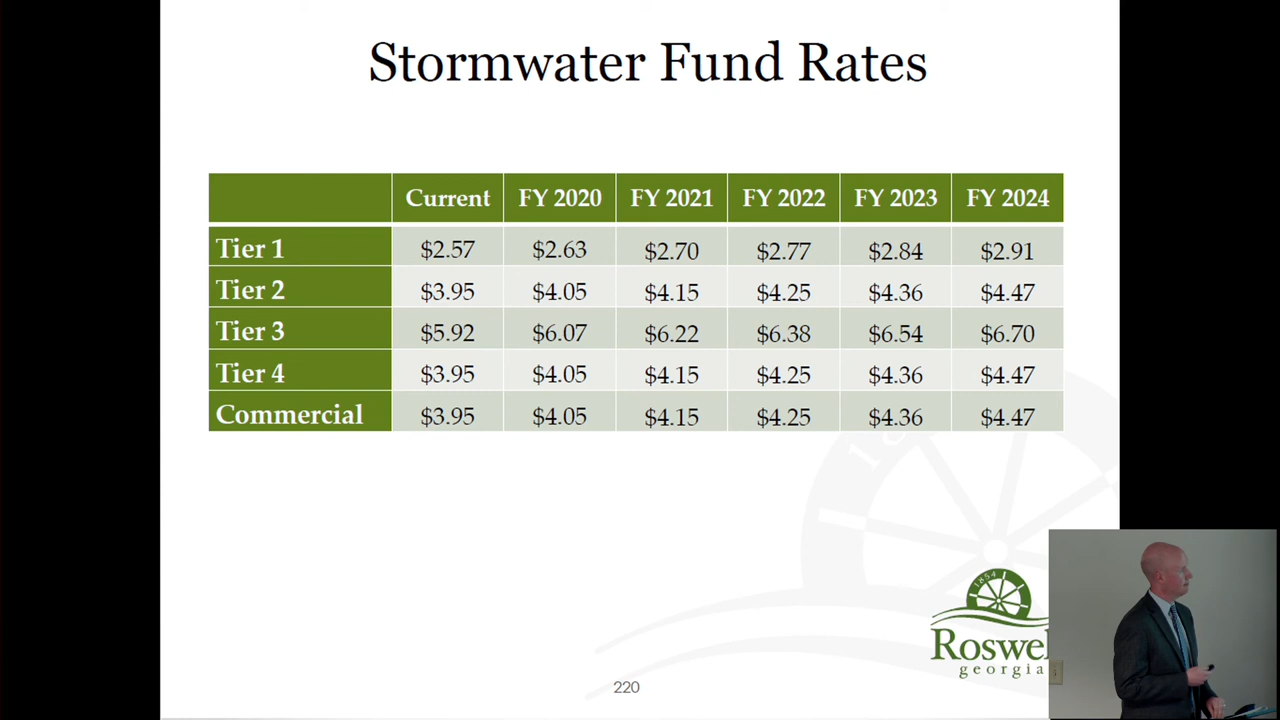 Stormwater Fund Rates
Current FY 2020 FY 2021 FY 2022 FY 2023 FY 2024
Tier 1 $2.57 $2.63 $2.70 $2.77 $2.84 $2.91
Tier 2 $3.95 $4.05 $4.15 $4.25 $4.36 $4.47
Tier 3 $5.92 $6.07 $6.22 $6.38 $6.54 $6.70
Tier 4 $3.95 $4.05 $4.15 $4.25 $4.36 $4.47
Commercial $3.95 $4.05 $4.15 $4.25 $4.36 $4.47
1854
Roswel
georgia
220